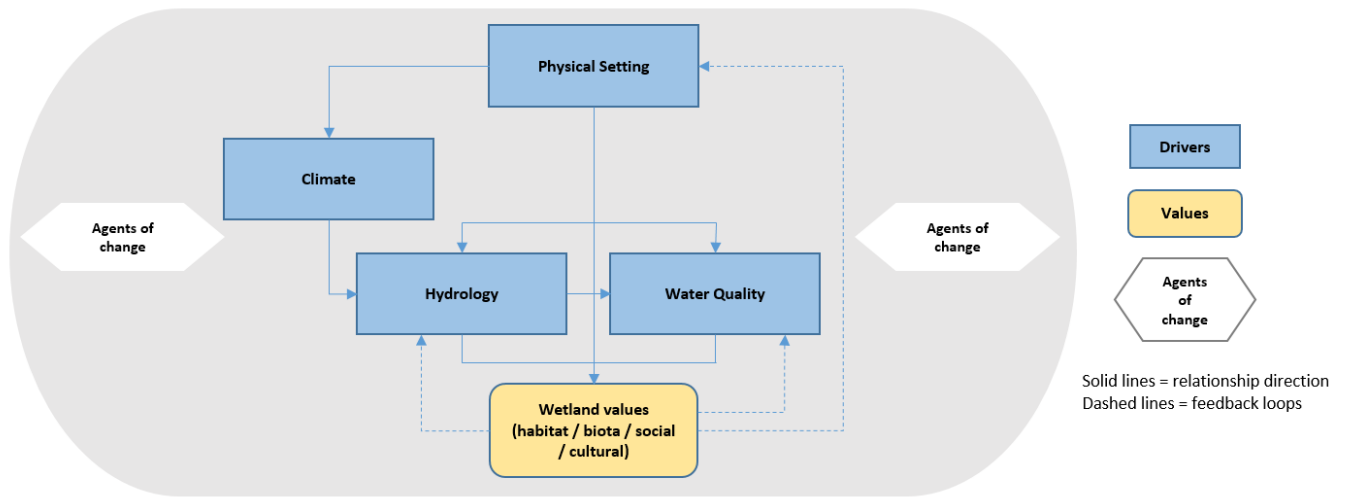 Physical Setting
Climate
Agents of
change
Agents of
change
Hydrology
Water Quality
Wetland values
(habitat / biota / social
/ cultural)
Drivers
Values
Agents
of
change
Solid lines = relationship direction
Dashed lines = feedback loops